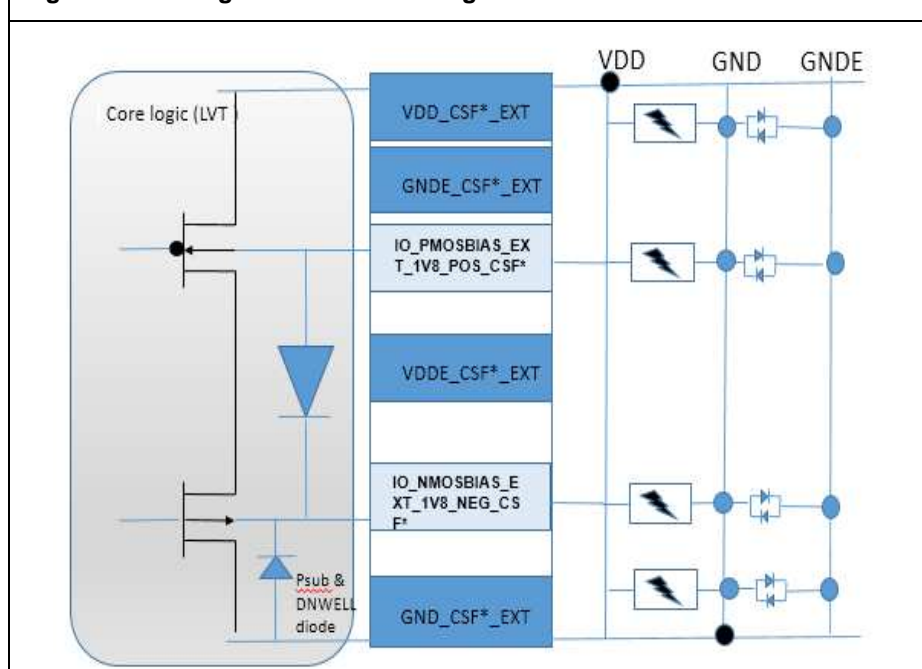 VDD GND GNDE
Core logic (LVT )
VDD_CSF*_EXT
GNDE_CSF*_EXT
IO_PMOSBIAS_EX
T_1V8_POS_CSF*
VDDE_CSF*_EXT
IO_NMOSBIAS_E
XT_1V8_NEG_CS
F*
Psub &
DNWELL
diode
GND_CSF*_EXT